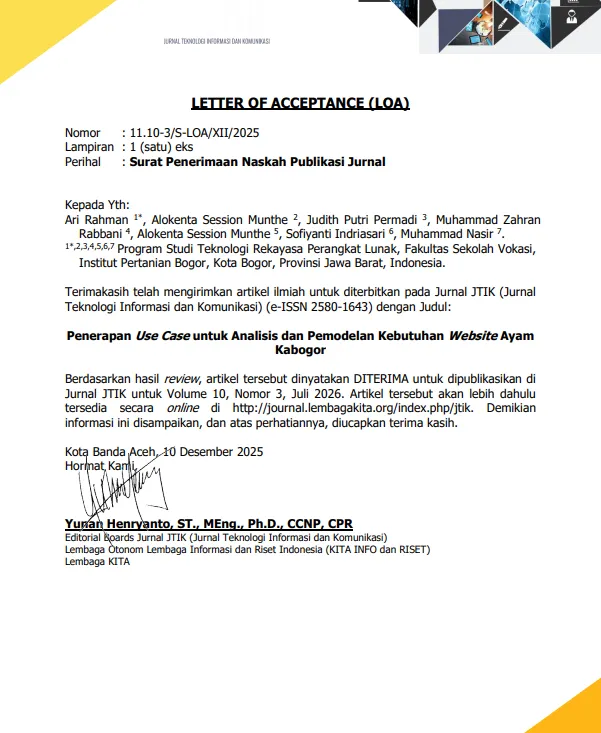 JURNAL TEKNOLOGI INFORMASI DAN KOMUNIKASI
LETTER OF ACCEPTANCE (LOA)
Nomor : 11.10-3/S-LOA/XII/2025
Lampiran : 1 (satu) eks
Perihal : Surat Penerimaan Naskah Publikasi Jurnal
Kepada Yth:
Ari Rahman 1*, Alokenta Session Munthe 2, Judith Putri Permadi 3, Muhammad Zahran
Rabbani 4, Alokenta Session Munthe 5, Sofiyanti Indriasari 6, Muhammad Nasir 7.
1*,2,3,4,5,6,7 Program Studi Teknologi Rekayasa Perangkat Lunak, Fakultas Sekolah Vokasi,
Institut Pertanian Bogor, Kota Bogor, Provinsi Jawa Barat, Indonesia.
Terimakasih telah mengirimkan artikel ilmiah untuk diterbitkan pada Jurnal JTIK (Jurnal
Teknologi Informasi dan Komunikasi) (e-ISSN 2580-1643) dengan Judul:
Penerapan Use Case untuk Analisis dan Pemodelan Kebutuhan Website Ayam
Kabogor
Berdasarkan hasil review, artikel tersebut dinyatakan DITERIMA untuk dipublikasikan di
Jurnal JTIK untuk Volume 10, Nomor 3, Juli 2026. Artikel tersebut akan lebih dahulu
tersedia secara online di http://journal.lembagakita.org/index.php/jtik. Demikian
informasi ini disampaikan, dan atas perhatiannya, diucapkan terima kasih.
Kota Banda Aceh, 10 Desember 2025
Hormat Kami,
Yunan Henryanto, ST., MEng., Ph.D., CCNP, CPR
Editorial Boards Jurnal JTIK (Jurnal Teknologi Informasi dan Komunikasi)
Lembaga Otonom Lembaga Informasi dan Riset Indonesia (KITA INFO dan RISET)
Lembaga KITA